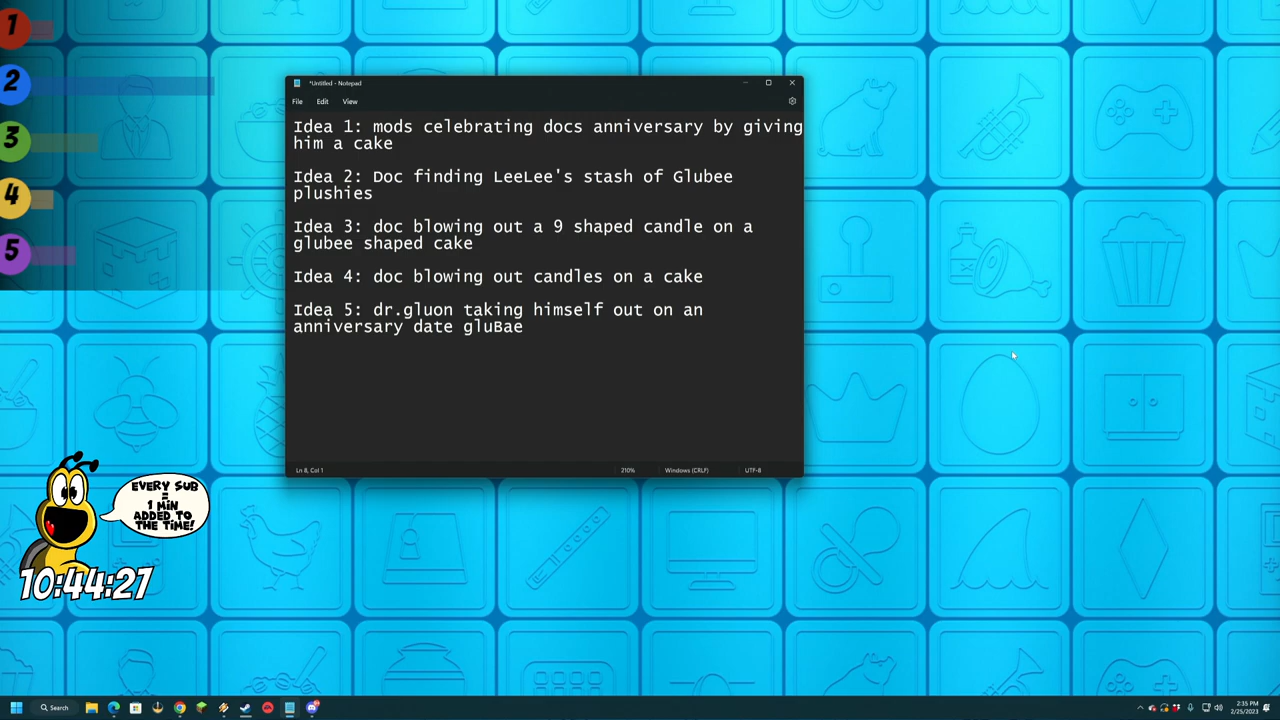 1
2
3
4
5
*Untitled - Notepad
File Edit View
Idea 1: mods celebrating docs anniversary by giving
him a cake
Idea 2: Doc finding LeeLee's stash of Glubee
plushies
Idea 3: doc blowing out a 9 shaped candle on a
glubee shaped cake
Idea 4: doc blowing out candles on a cake
Idea 5: dr.gluon taking himself out on an
anniversary date gluBae
Ln 8, Col 1
210%
Windows (CRLF)
UTF-8
EVERY SUB
=
1 MIN
ADDED TO
THE TIME!
10:44:27
Search
2:35 PM
2/25/2023